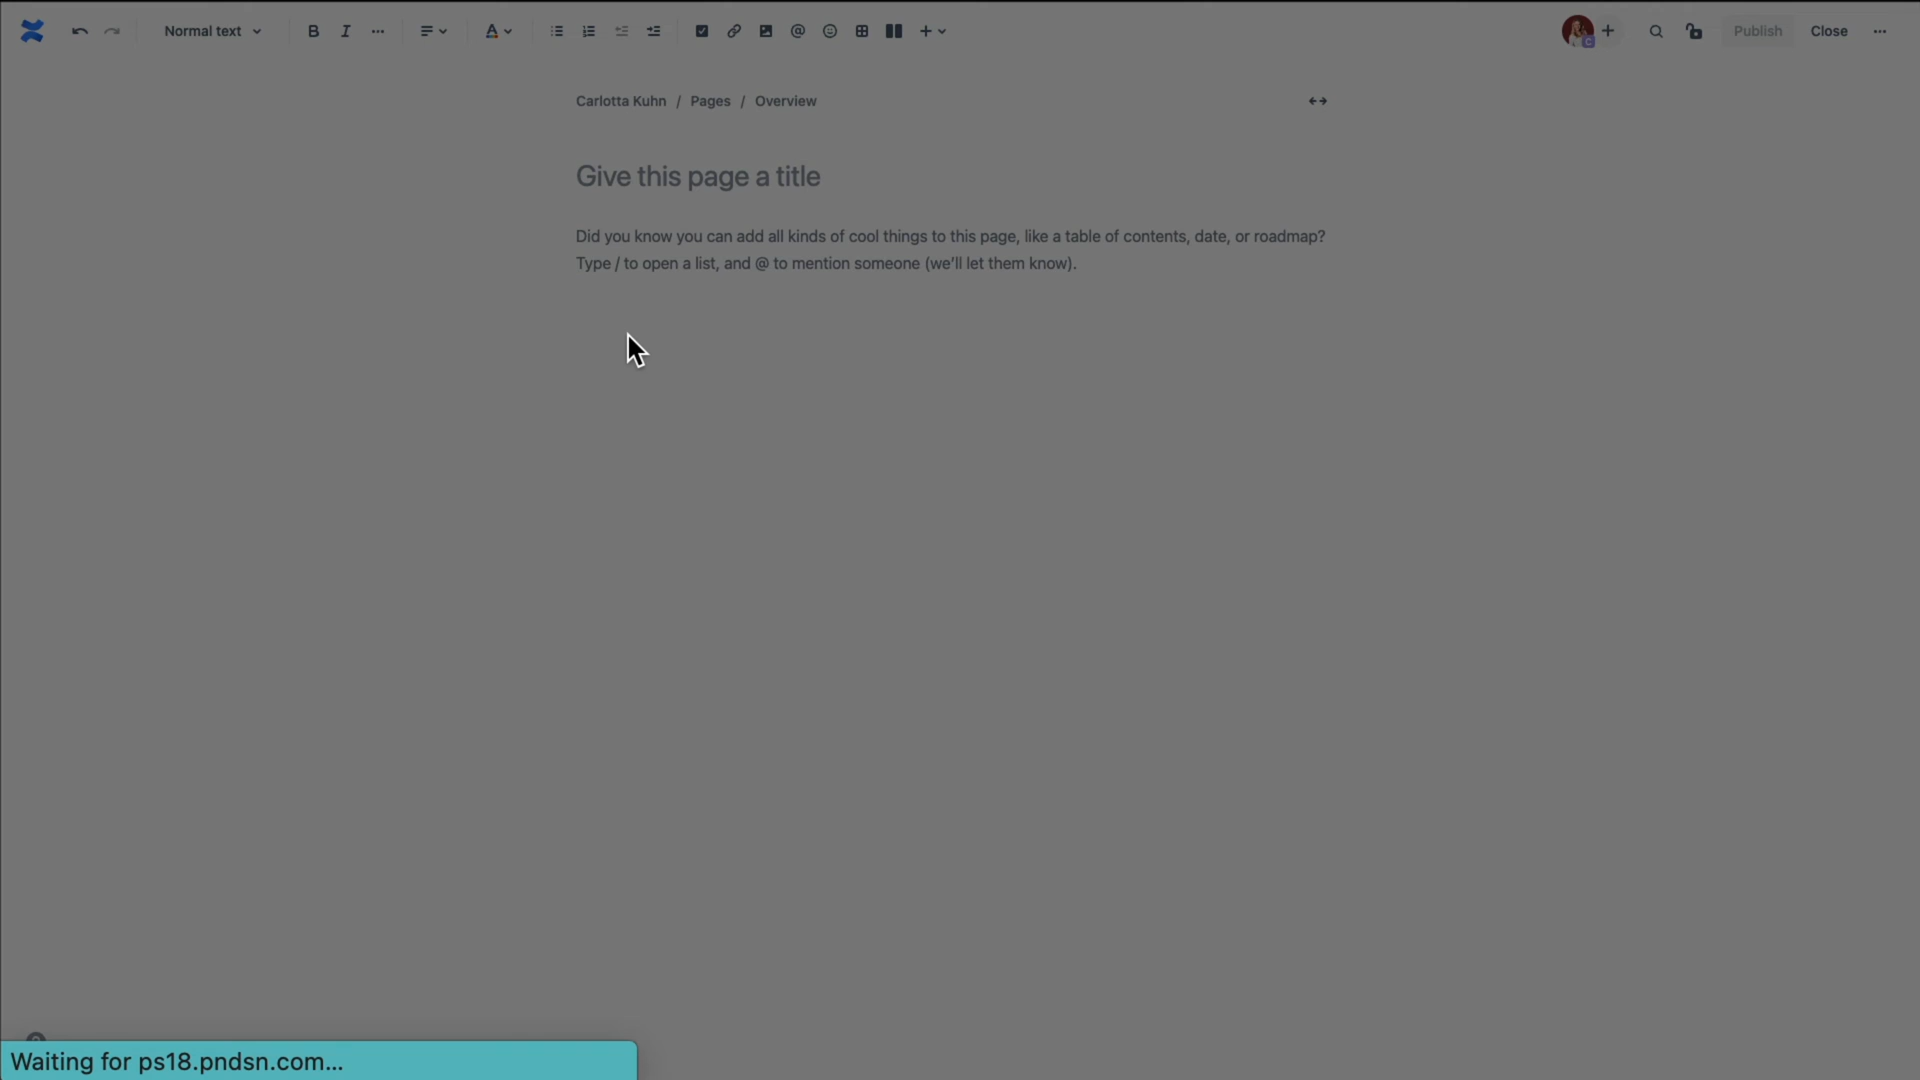 Normal text
Publish
Close
Carlotta Kuhn / Pages / Overview
Give this page a title
Did you know you can add all kinds of cool things to this page, like a table of contents, date, or roadmap?
Type / to open a list, and @ to mention someone (we'll let them know).
Waiting for ps18.pndsn.com...